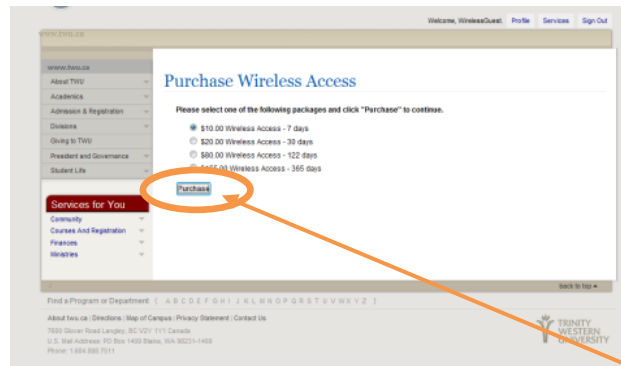 Welcome, WirelessGuest. Profile Services Sign Out
www.twu.ca
www.twu.ca
About TWU
Academics
Admission & Registration
Divisions
Giving to TWU
President and Governance
Student Life
Services for You
Community
Courses And Registration
Finances
Ministries
Purchase Wireless Access
Please select one of the following packages and click "Purchase" to continue.
$10.00 Wireless Access - 7 days
$20.00 Wireless Access - 30 days
$80.00 Wireless Access - 122 days
Wireless Access - 365 days
Purchase
back to top
Find a Program or Department | A B C D E F G H I J K L M N O P Q R S T U V W X Y Z |
About twu.ca | Directions | Map of Campus | Privacy Statement | Contact Us
7600 Glover Road Langley, BC V2Y 1Y1 Canada
U.S. Mail Address: PO Box 1409 Blaine, WA 98231-1409
Phone: 1.604.888.7511
TRINITY
WESTERN
UNIVERSITY